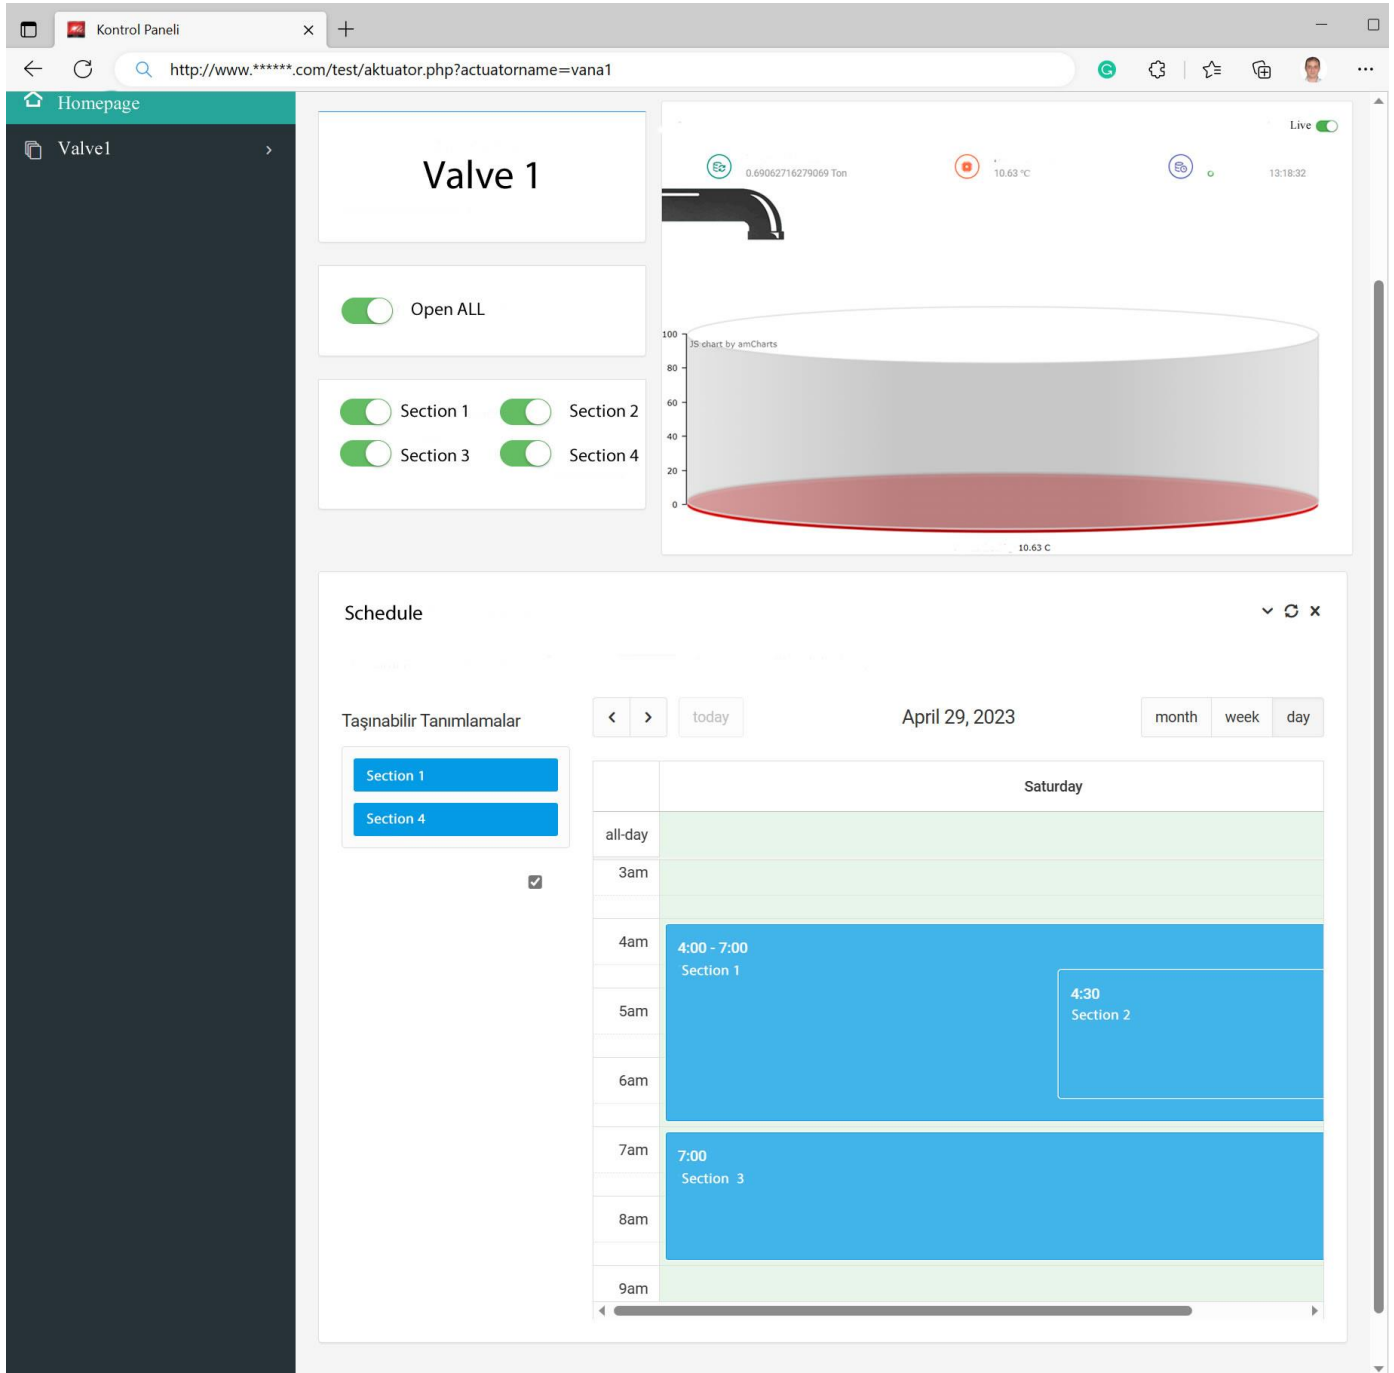 Kontrol Paneli
http://www.******.com/test/aktuator.php?actuatorname=vana1
Homepage
Valve1
Valve 1
Live
0.69062716279069 Ton
10.63 °C
13:18:32
Open ALL
Section 1
Section 2
Section 3
Section 4
100
JS chart by amCharts
80
60
40
20
0
10.63 C
Schedule
Taşınabilir Tanımlamalar
today
April 29, 2023
month
week
day
Section 1
Section 4
Saturday
all-day
3am
4am
4:00 - 7:00
Section 1
4:30
Section 2
5am
6am
7am
7:00
Section 3
8am
9am